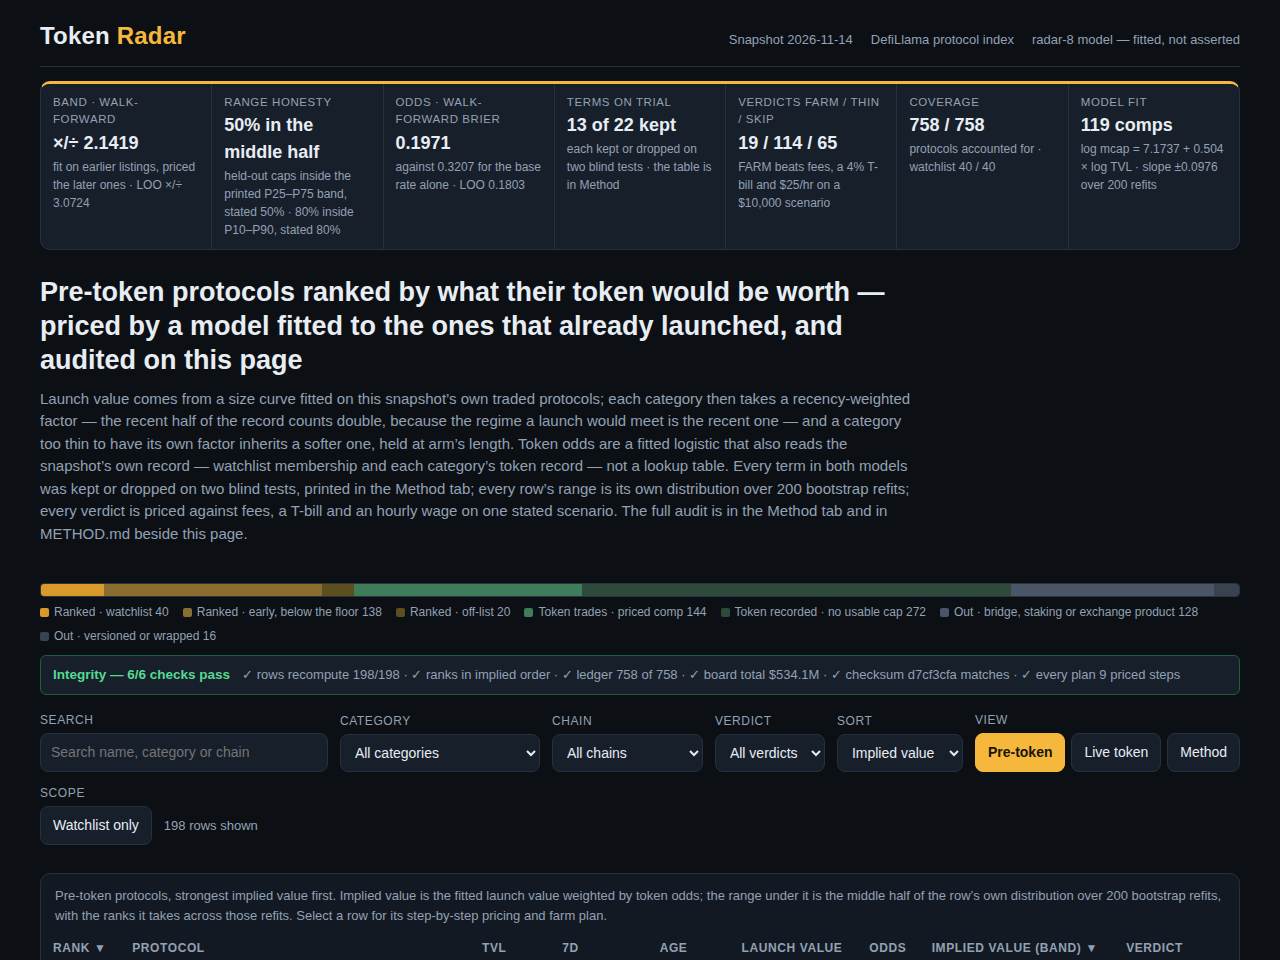 Token Radar
Snapshot 2026-11-14 DefiLlama protocol index radar-8 model — fitted, not asserted
BAND · WALK-
FORWARD
×/÷ 2.1419
fit on earlier listings, priced
the later ones · LOO ×/÷
3.0724
RANGE HONESTY
50% in the
middle half
held-out caps inside the
printed P25–P75 band,
stated 50% · 80% inside
P10–P90, stated 80%
ODDS · WALK-
FORWARD BRIER
0.1971
against 0.3207 for the base
rate alone · LOO 0.1803
TERMS ON TRIAL
13 of 22 kept
each kept or dropped on
two blind tests · the table is
in Method
VERDICTS FARM / THIN
/ SKIP
19 / 114 / 65
FARM beats fees, a 4% T-
bill and $25/hr on a
$10,000 scenario
COVERAGE
758 / 758
protocols accounted for ·
watchlist 40 / 40
MODEL FIT
119 comps
log mcap = 7.1737 + 0.504
× log TVL · slope ±0.0976
over 200 refits
Pre-token protocols ranked by what their token would be worth —
priced by a model fitted to the ones that already launched, and
audited on this page
Launch value comes from a size curve fitted on this snapshot’s own traded protocols; each category then takes a recency-weighted
factor — the recent half of the record counts double, because the regime a launch would meet is the recent one — and a category
too thin to have its own factor inherits a softer one, held at arm’s length. Token odds are a fitted logistic that also reads the
snapshot’s own record — watchlist membership and each category’s token record — not a lookup table. Every term in both models
was kept or dropped on two blind tests, printed in the Method tab; every row’s range is its own distribution over 200 bootstrap refits;
every verdict is priced against fees, a T-bill and an hourly wage on one stated scenario. The full audit is in the Method tab and in
METHOD.md beside this page.
Ranked · watchlist 40 Ranked · early, below the floor 138 Ranked · off-list 20 Token trades · priced comp 144 Token recorded · no usable cap 272 Out · bridge, staking or exchange product 128
Out · versioned or wrapped 16
Integrity — 6/6 checks pass ✓ rows recompute 198/198 · ✓ ranks in implied order · ✓ ledger 758 of 758 · ✓ board total $534.1M · ✓ checksum d7cf3cfa matches · ✓ every plan 9 priced steps
SEARCH CATEGORY CHAIN VERDICT SORT VIEW
Search name, category or chain All categories All chains All verdicts Implied value Pre-token Live token Method
SCOPE
Watchlist only 198 rows shown
Pre-token protocols, strongest implied value first. Implied value is the fitted launch value weighted by token odds; the range under it is the middle half of the row’s own distribution over 200 bootstrap refits,
with the ranks it takes across those refits. Select a row for its step-by-step pricing and farm plan.
RANK ▼ PROTOCOL TVL 7D AGE LAUNCH VALUE ODDS IMPLIED VALUE (BAND) ▼ VERDICT